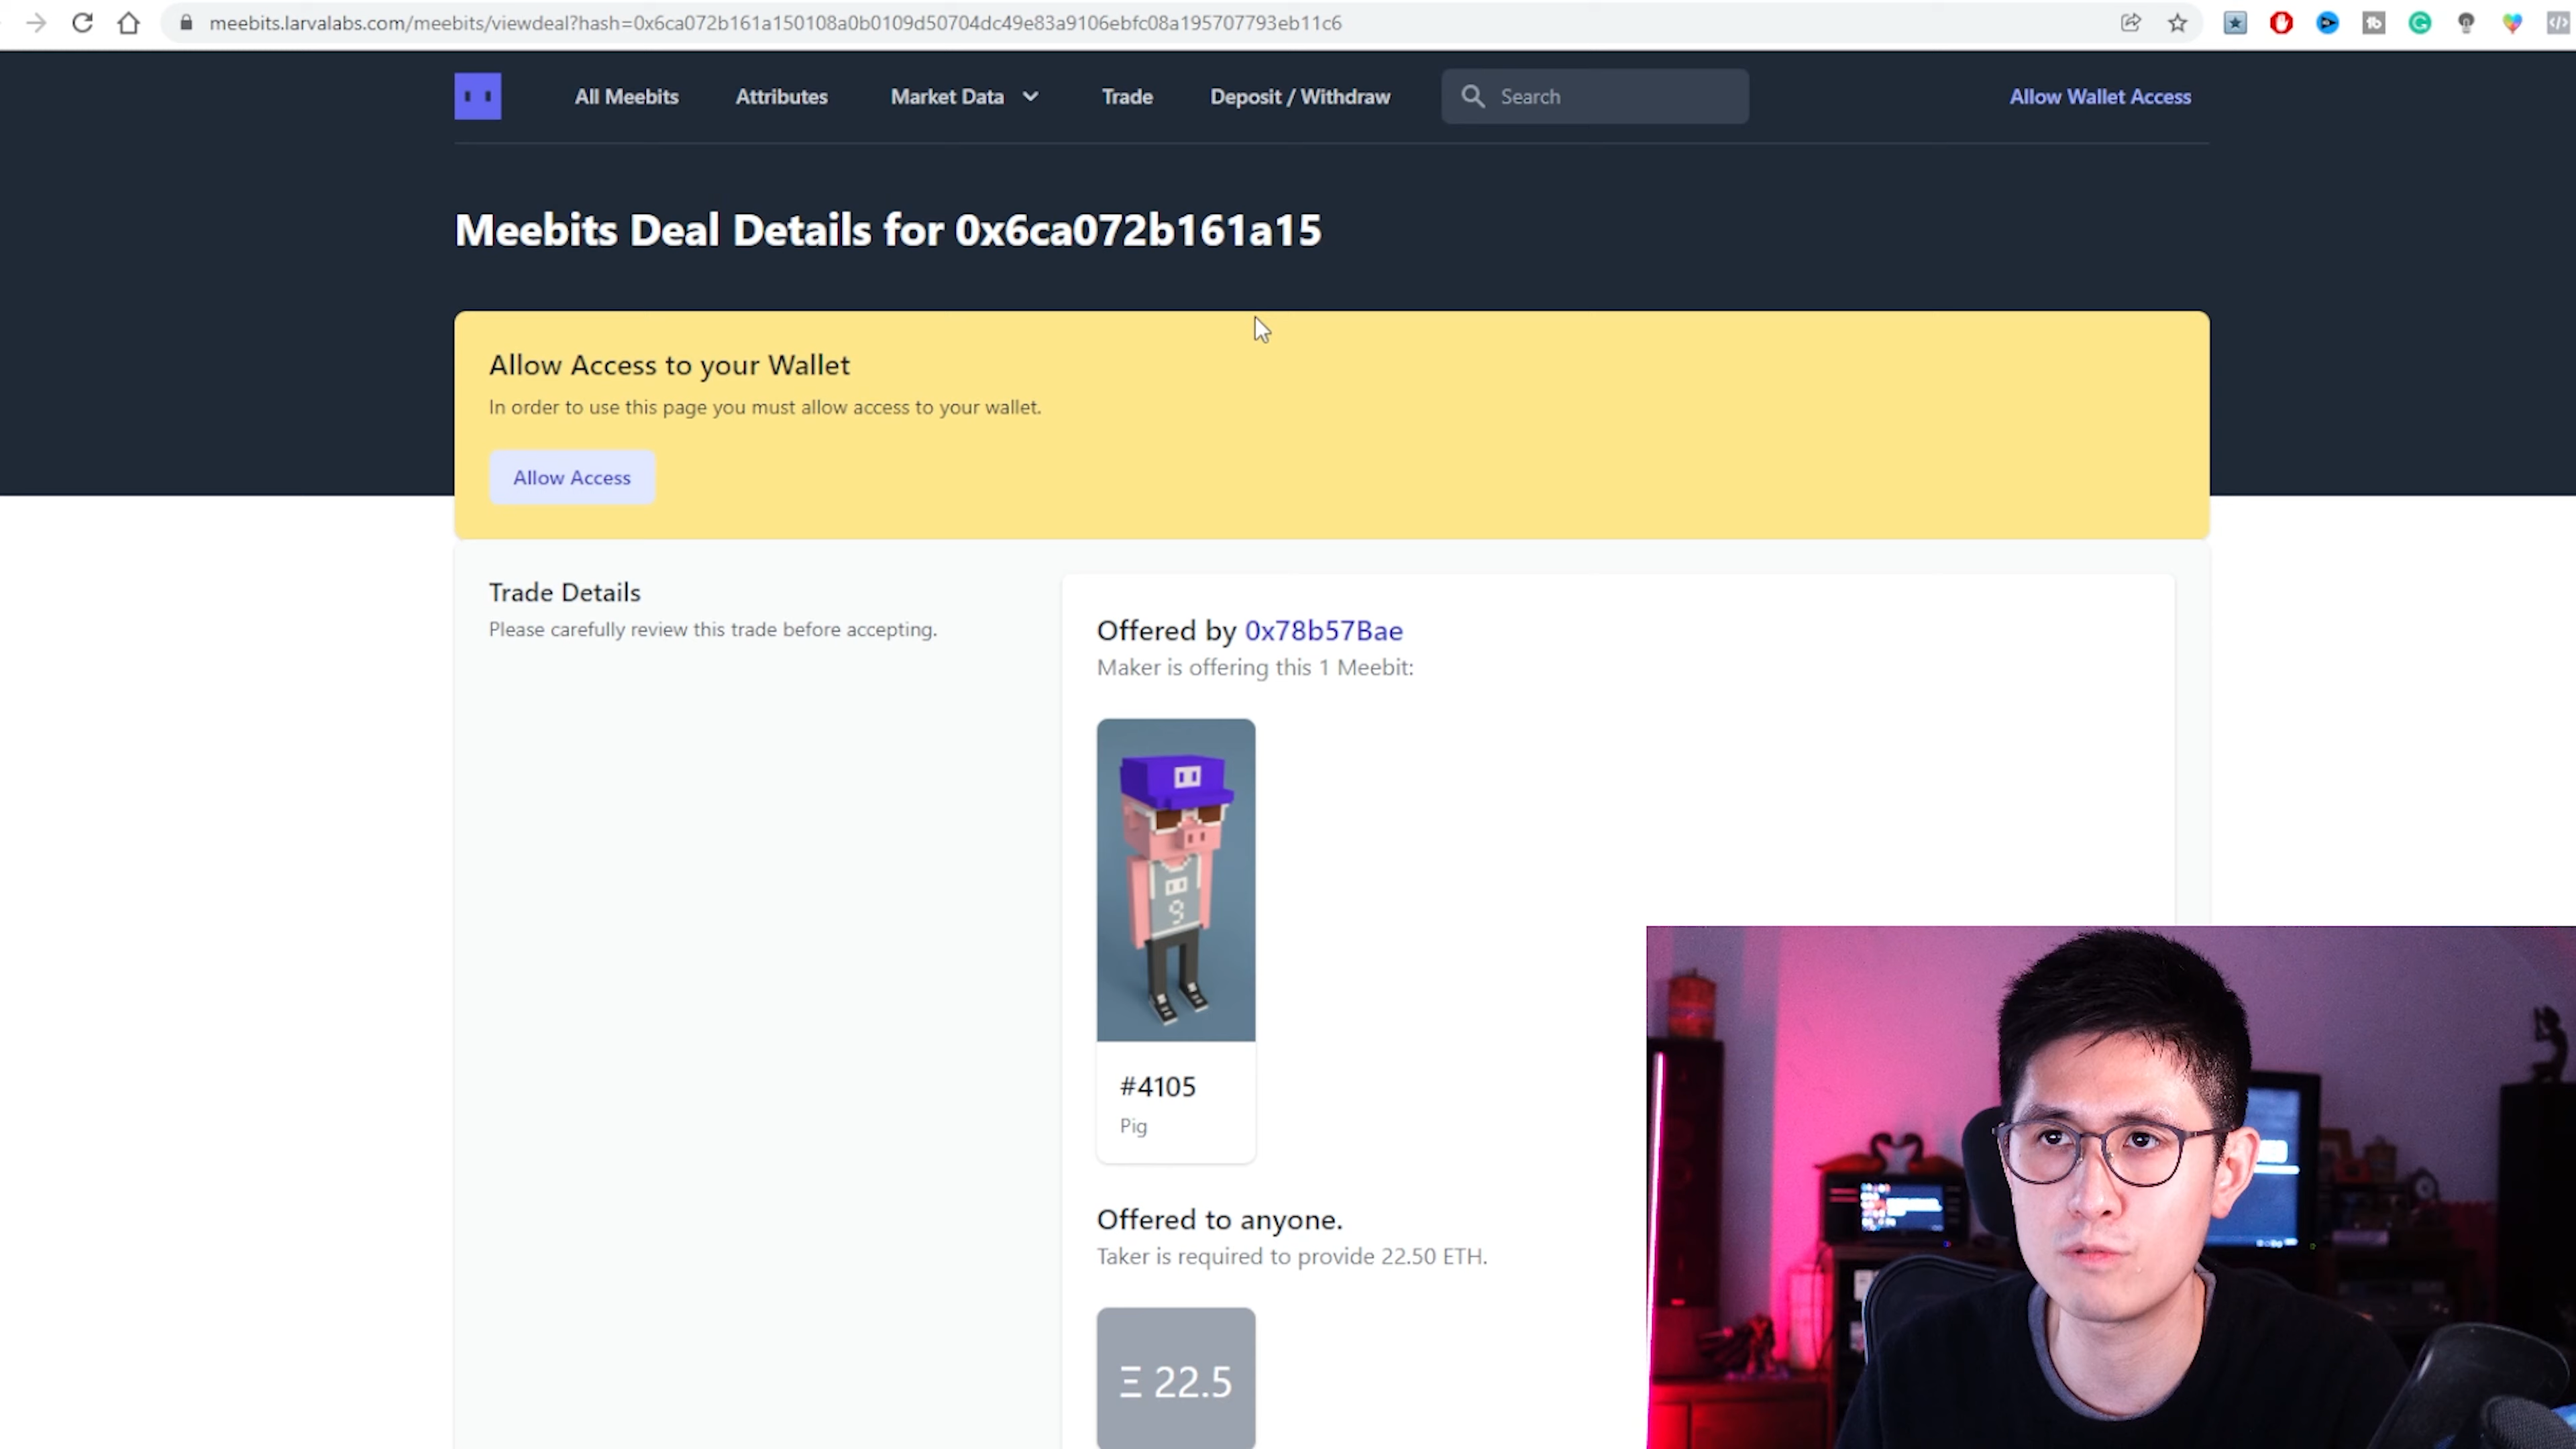 meebits.larvalabs.com/meebits/viewdeal?hash=0x6ca072b161a150108a0b0109d50704dc49e83a9106ebfc08a195707793eb11c6
All Meebits
Attributes
Market Data
Trade
Deposit / Withdraw
Search
Allow Wallet Access
Meebits Deal Details for 0x6ca072b161a15
Allow Access to your Wallet
In order to use this page you must allow access to your wallet.
Allow Access
Trade Details
Please carefully review this trade before accepting.
Offered by 0x78b57Bae
Maker is offering this 1 Meebit:
#4105
Pig
Offered to anyone.
Taker is required to provide 22.50 ETH.
Ξ 22.5